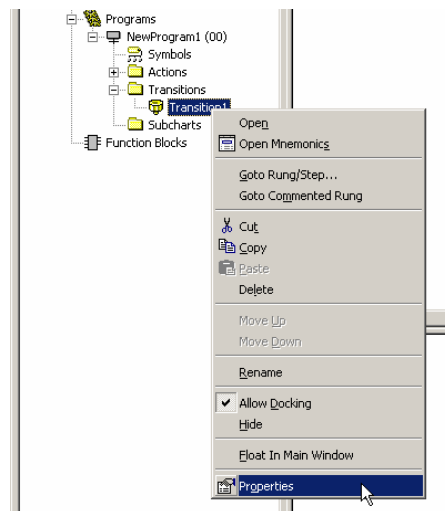 Programs
NewProgram1 (00)
Symbols
Actions
Transitions
Transition1
Subcharts
Function Blocks
Open
Open Mnemonics
Goto Rung/Step...
Goto Commented Rung
Cut
Copy
Paste
Delete
Move Up
Move Down
Rename
Allow Docking
Hide
Float In Main Window
Properties